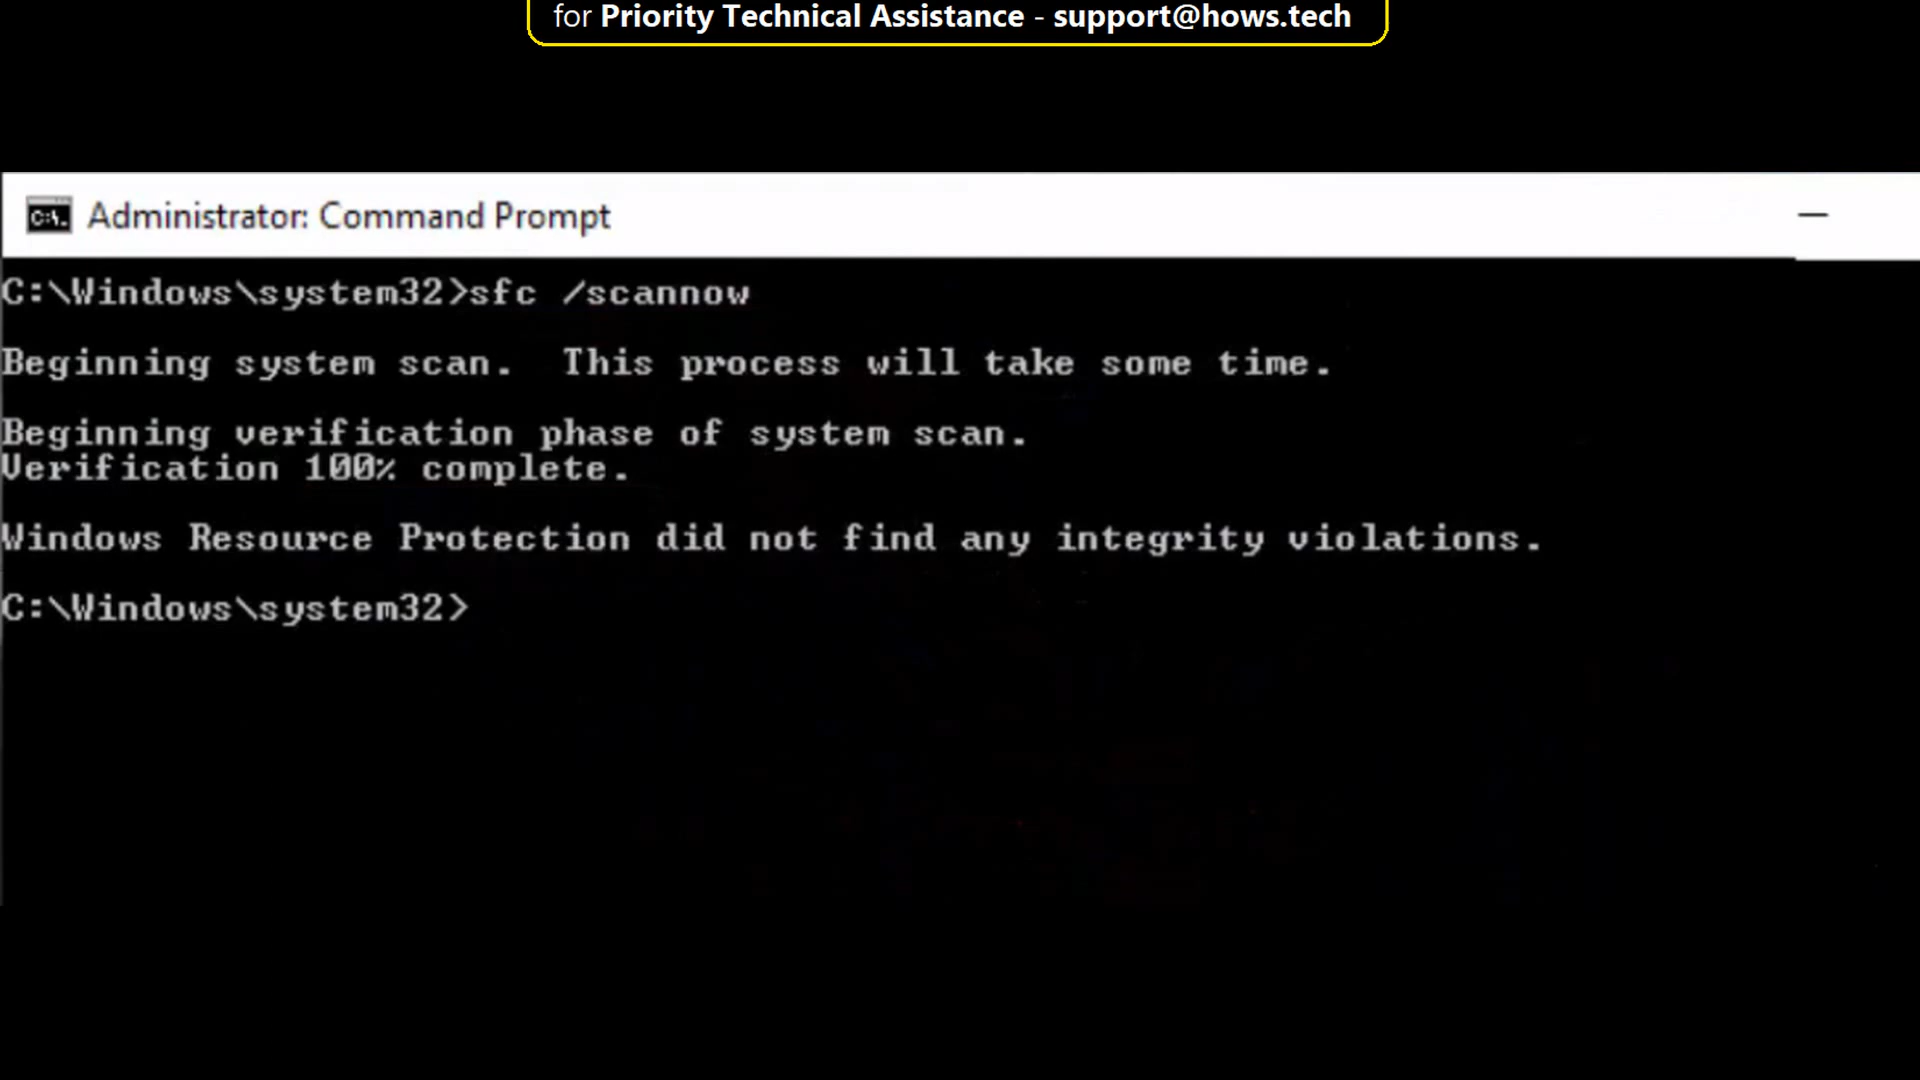 for Priority Technical Assistance - support@hows.tech
C:\. Administrator: Command Prompt
C:\Windows\system32>sfc /scannow
Beginning system scan.  This process will take some time.
Beginning verification phase of system scan.
Verification 100% complete.
Windows Resource Protection did not find any integrity violations.
C:\Windows\system32>